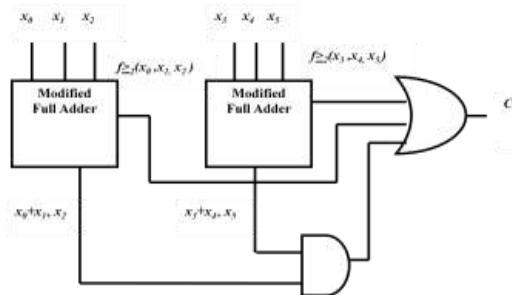 x0 x1 x2
x3 x4 x5
f≥2(x0 ,x1, x2 )
f≥2(x3 ,x4, x5)
Modified
Full Adder
Modified
Full Adder
C
x0+x1, x2
x3+x4, x5